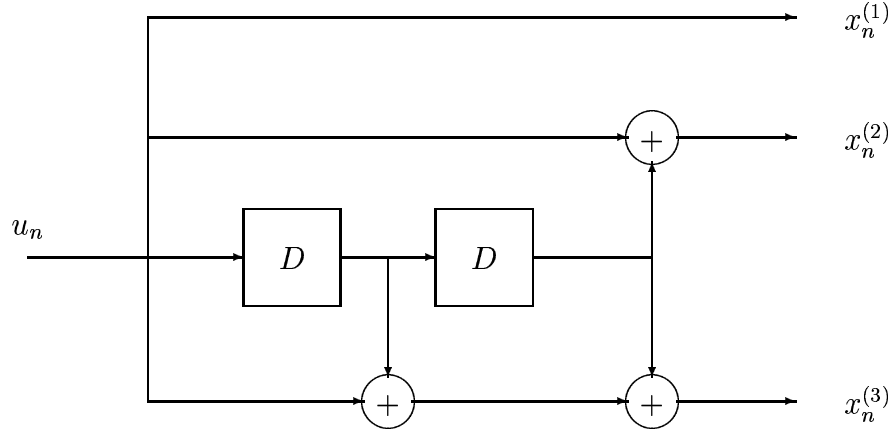 x_n^{(1)}
+ x_n^{(2)}
u_n
D D
+ + x_n^{(3)}